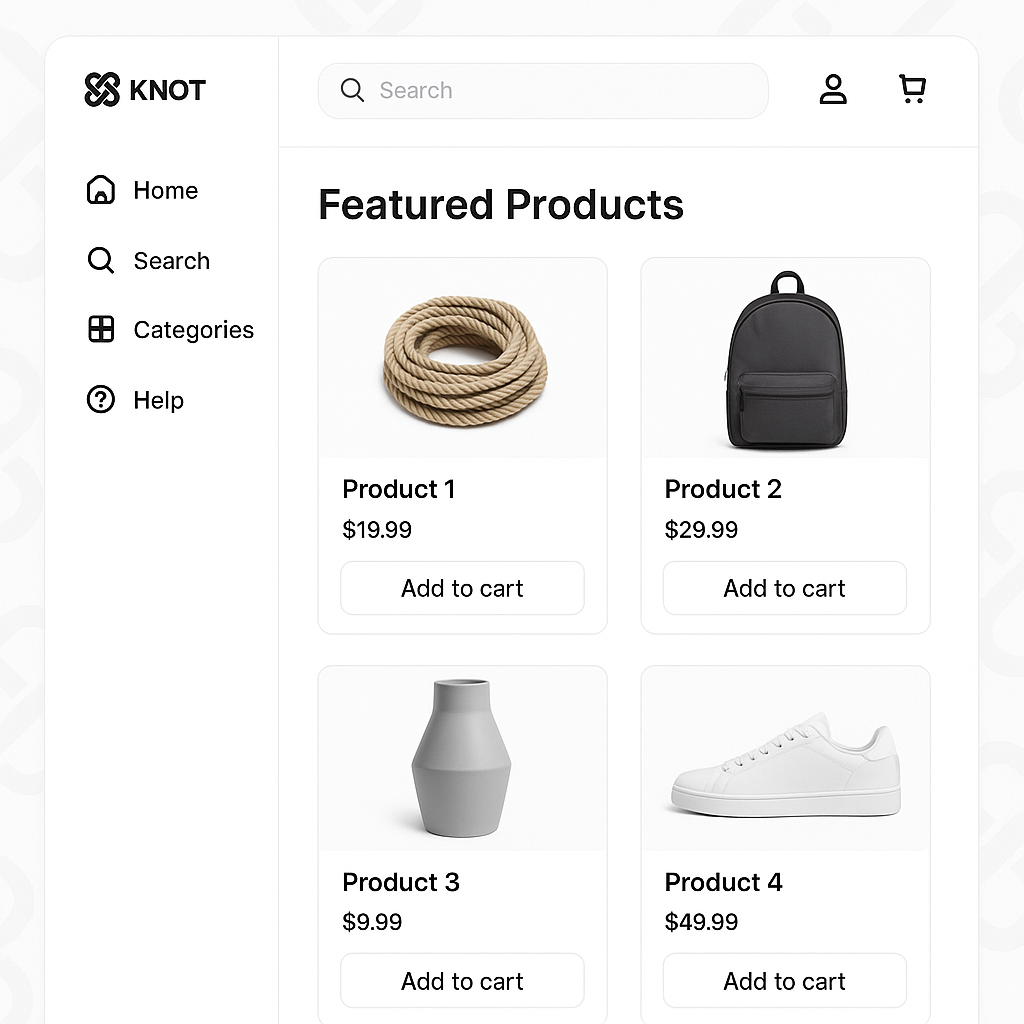 KNOT
Search
Home
Search
Categories
Help
Featured Products
Product 1
$19.99
Add to cart
Product 2
$29.99
Add to cart
Product 3
$9.99
Add to cart
Product 4
$49.99
Add to cart